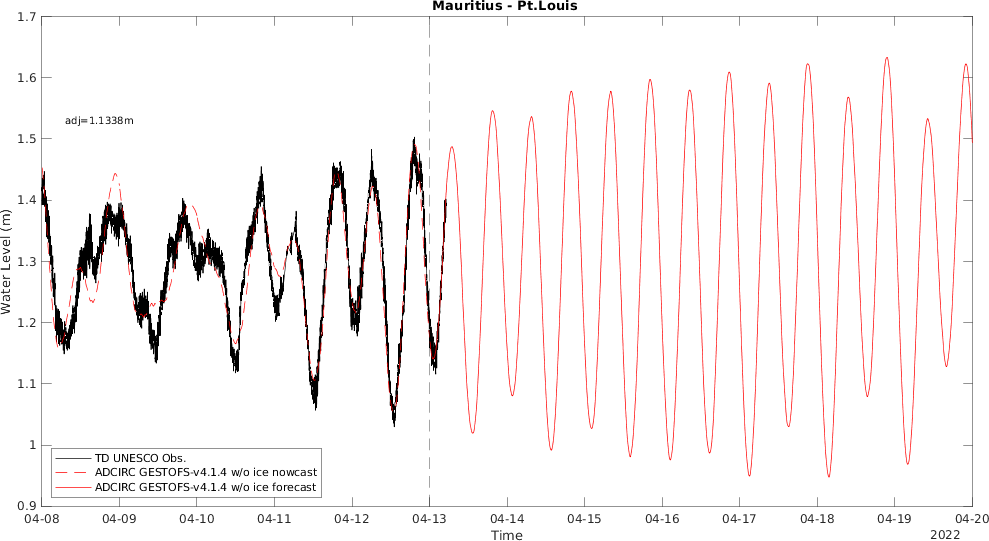 Mauritius - Pt.Louis
1.7
1.6
1.5
1.4
1.3
1.2
1.1
1
0.9
Water Level (m)
adj=1.1338m
TD UNESCO Obs.
ADCIRC GESTOFS-v4.1.4 w/o ice nowcast
ADCIRC GESTOFS-v4.1.4 w/o ice forecast
04-08 04-09 04-10 04-11 04-12 04-13 04-14 04-15 04-16 04-17 04-18 04-19 04-20
Time
2022